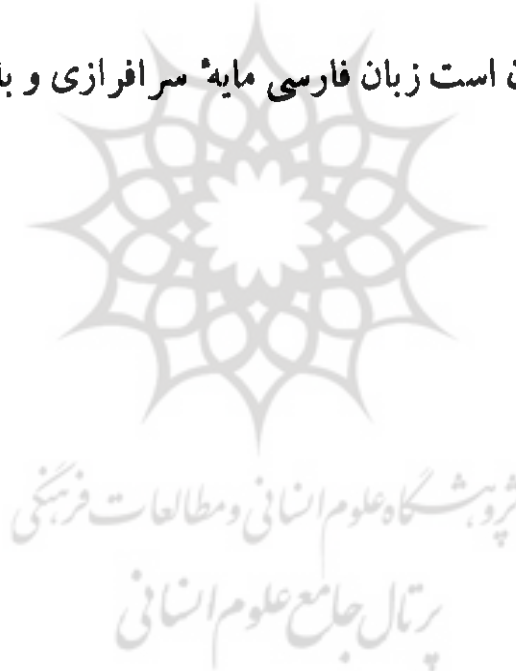 است زبان فارسی مایهٔ سرافرازی و
پژوهشگاه علوم انسانی و مطالعات فرهنگی
پرتال جامع علوم انسانی